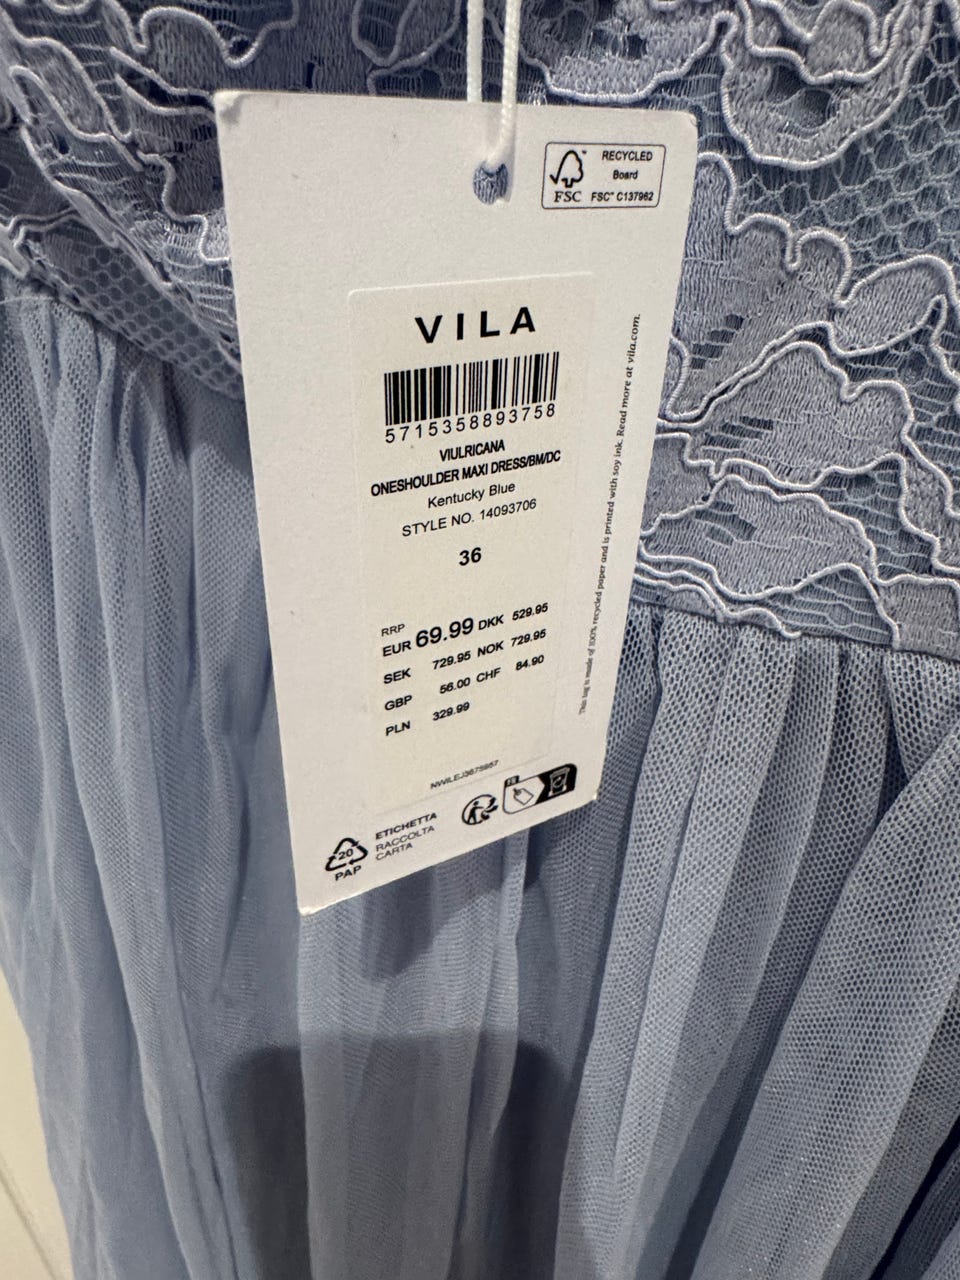 RECYCLED
Board
FSC™ C137962
FSC
VILA
5715358893758
VIULRICANA
ONESHOULDER MAXI DRESS/BM/DC
Kentucky Blue
STYLE NO. 14093706
36
RRP
EUR 69.99 DKK 529.95
SEK 729.95 NOK 729.95
GBP 56.00 CHF 84.90
PLN 329.99
NWILEJ3675957
This tag is made of 100% recycled paper and is printed with soy ink. Read more at vila.com.
FR
20
PAP
ETICHETTA
RACCOLTA
CARTA